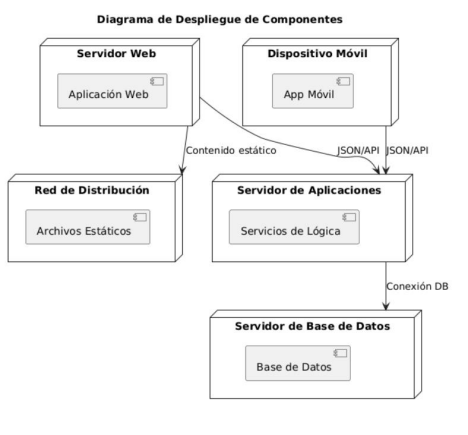 Diagrama de Despliegue de Componentes
Servidor Web
Aplicación Web
Dispositivo Móvil
App Móvil
Contenido estático
JSON/API
JSON/API
Red de Distribución
Archivos Estáticos
Servidor de Aplicaciones
Servicios de Lógica
Conexión DB
Servidor de Base de Datos
Base de Datos